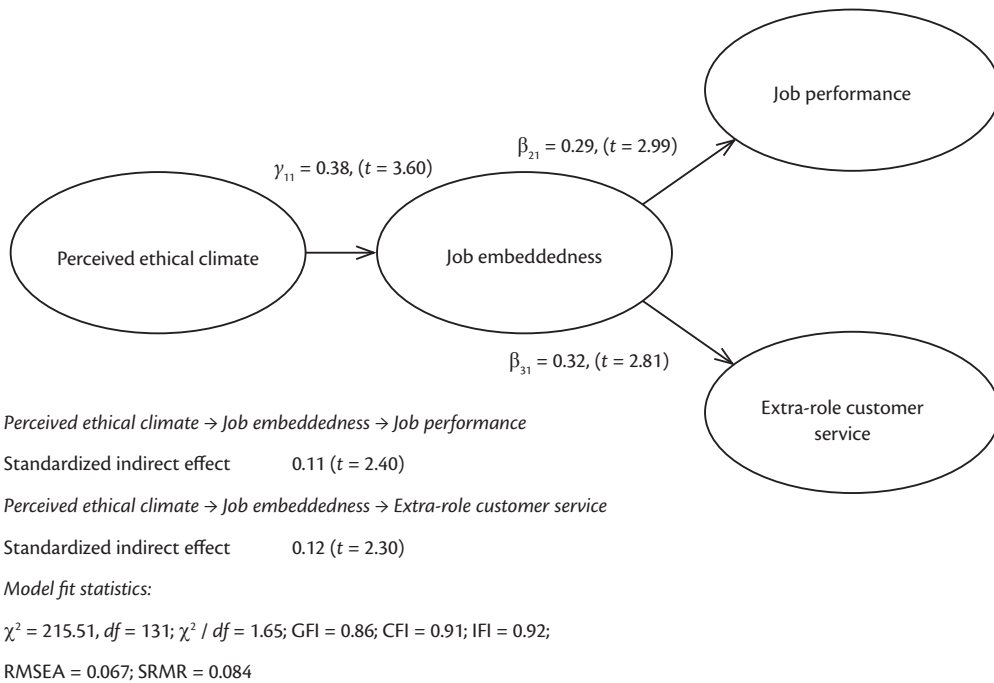 Job performance
β21 = 0.29, (t = 2.99)
γ11 = 0.38, (t = 3.60)
Perceived ethical climate
Job embeddedness
β31 = 0.32, (t = 2.81)
Extra-role customer
service
Perceived ethical climate → Job embeddedness → Job performance
Standardized indirect effect 0.11 (t = 2.40)
Perceived ethical climate → Job embeddedness → Extra-role customer service
Standardized indirect effect 0.12 (t = 2.30)
Model fit statistics:
χ² = 215.51, df = 131; χ² / df = 1.65; GFI = 0.86; CFI = 0.91; IFI = 0.92;
RMSEA = 0.067; SRMR = 0.084